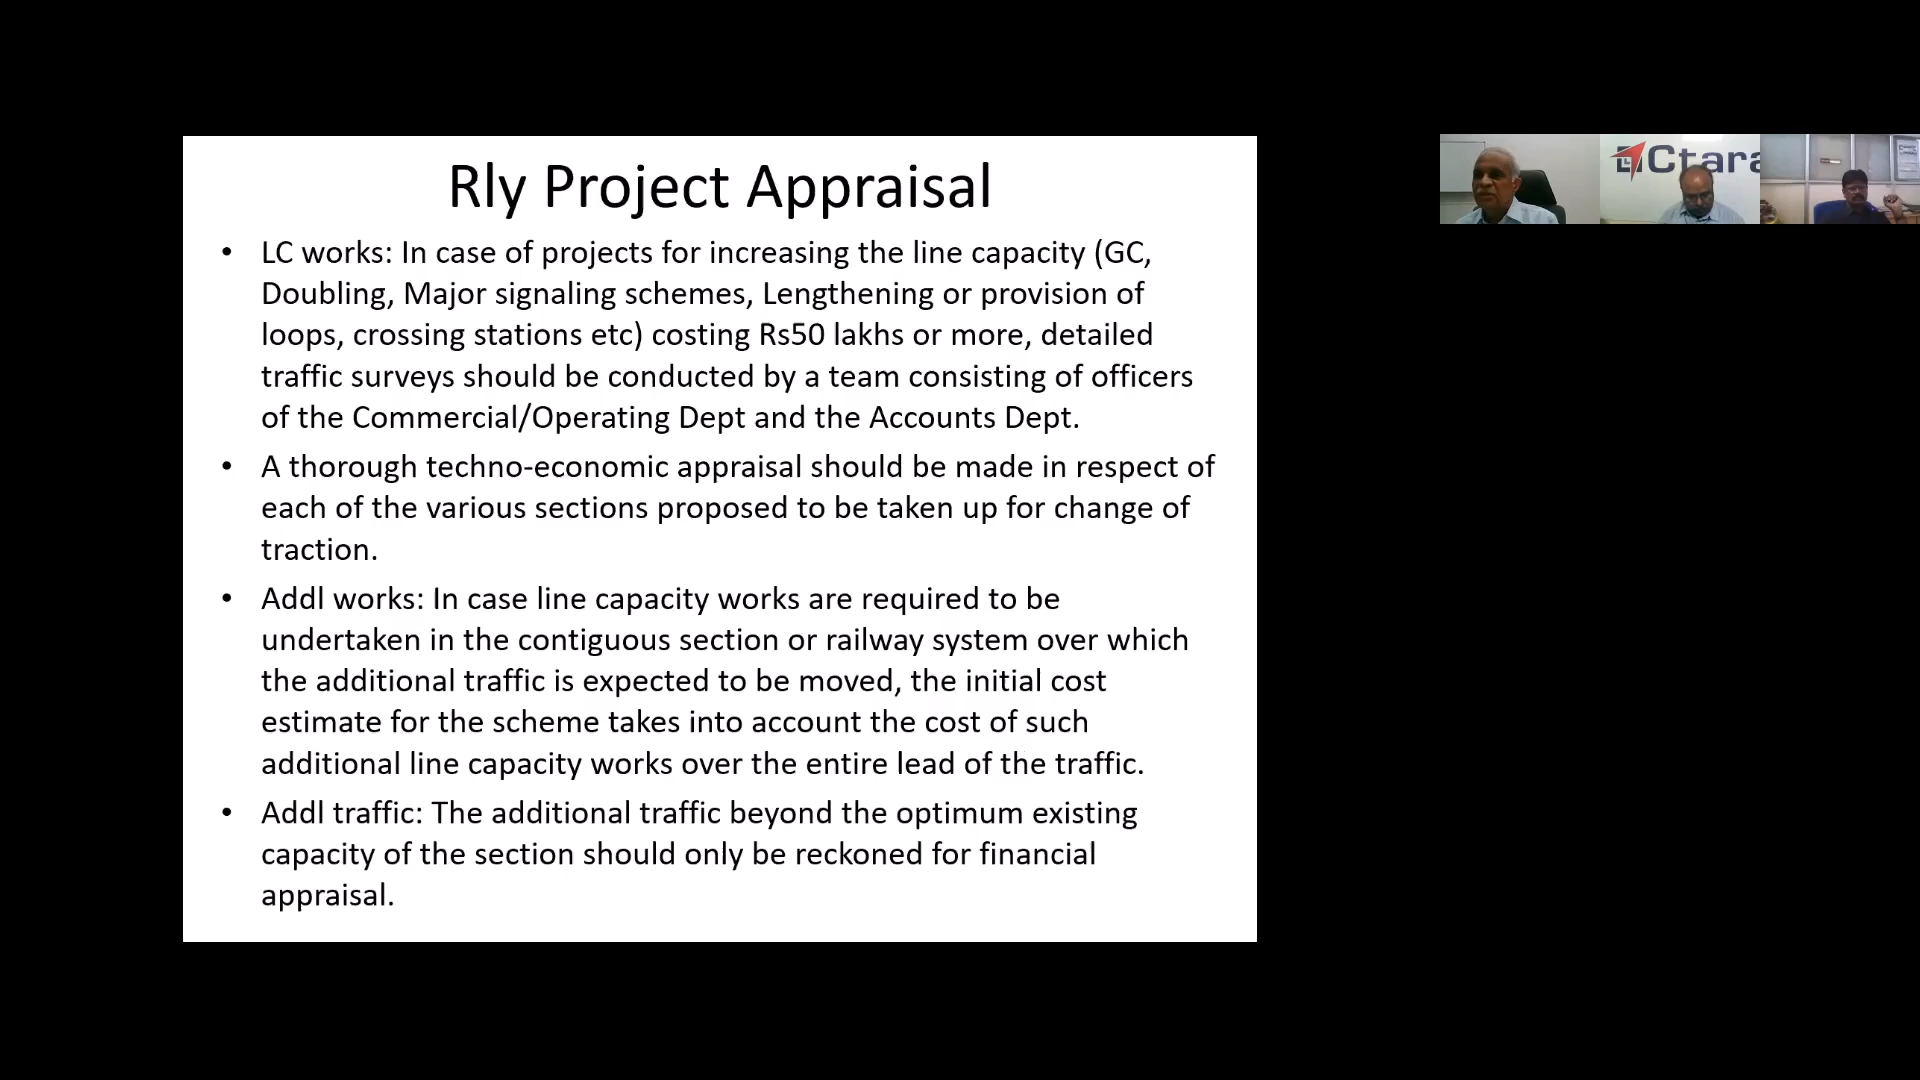 Rly Project Appraisal
• LC works: In case of projects for increasing the line capacity (GC,
Doubling, Major signaling schemes, Lengthening or provision of
loops, crossing stations etc) costing Rs50 lakhs or more, detailed
traffic surveys should be conducted by a team consisting of officers
of the Commercial/Operating Dept and the Accounts Dept.
• A thorough techno-economic appraisal should be made in respect of
each of the various sections proposed to be taken up for change of
traction.
• Addl works: In case line capacity works are required to be
undertaken in the contiguous section or railway system over which
the additional traffic is expected to be moved, the initial cost
estimate for the scheme takes into account the cost of such
additional line capacity works over the entire lead of the traffic.
• Addl traffic: The additional traffic beyond the optimum existing
capacity of the section should only be reckoned for financial
appraisal.
Ctara